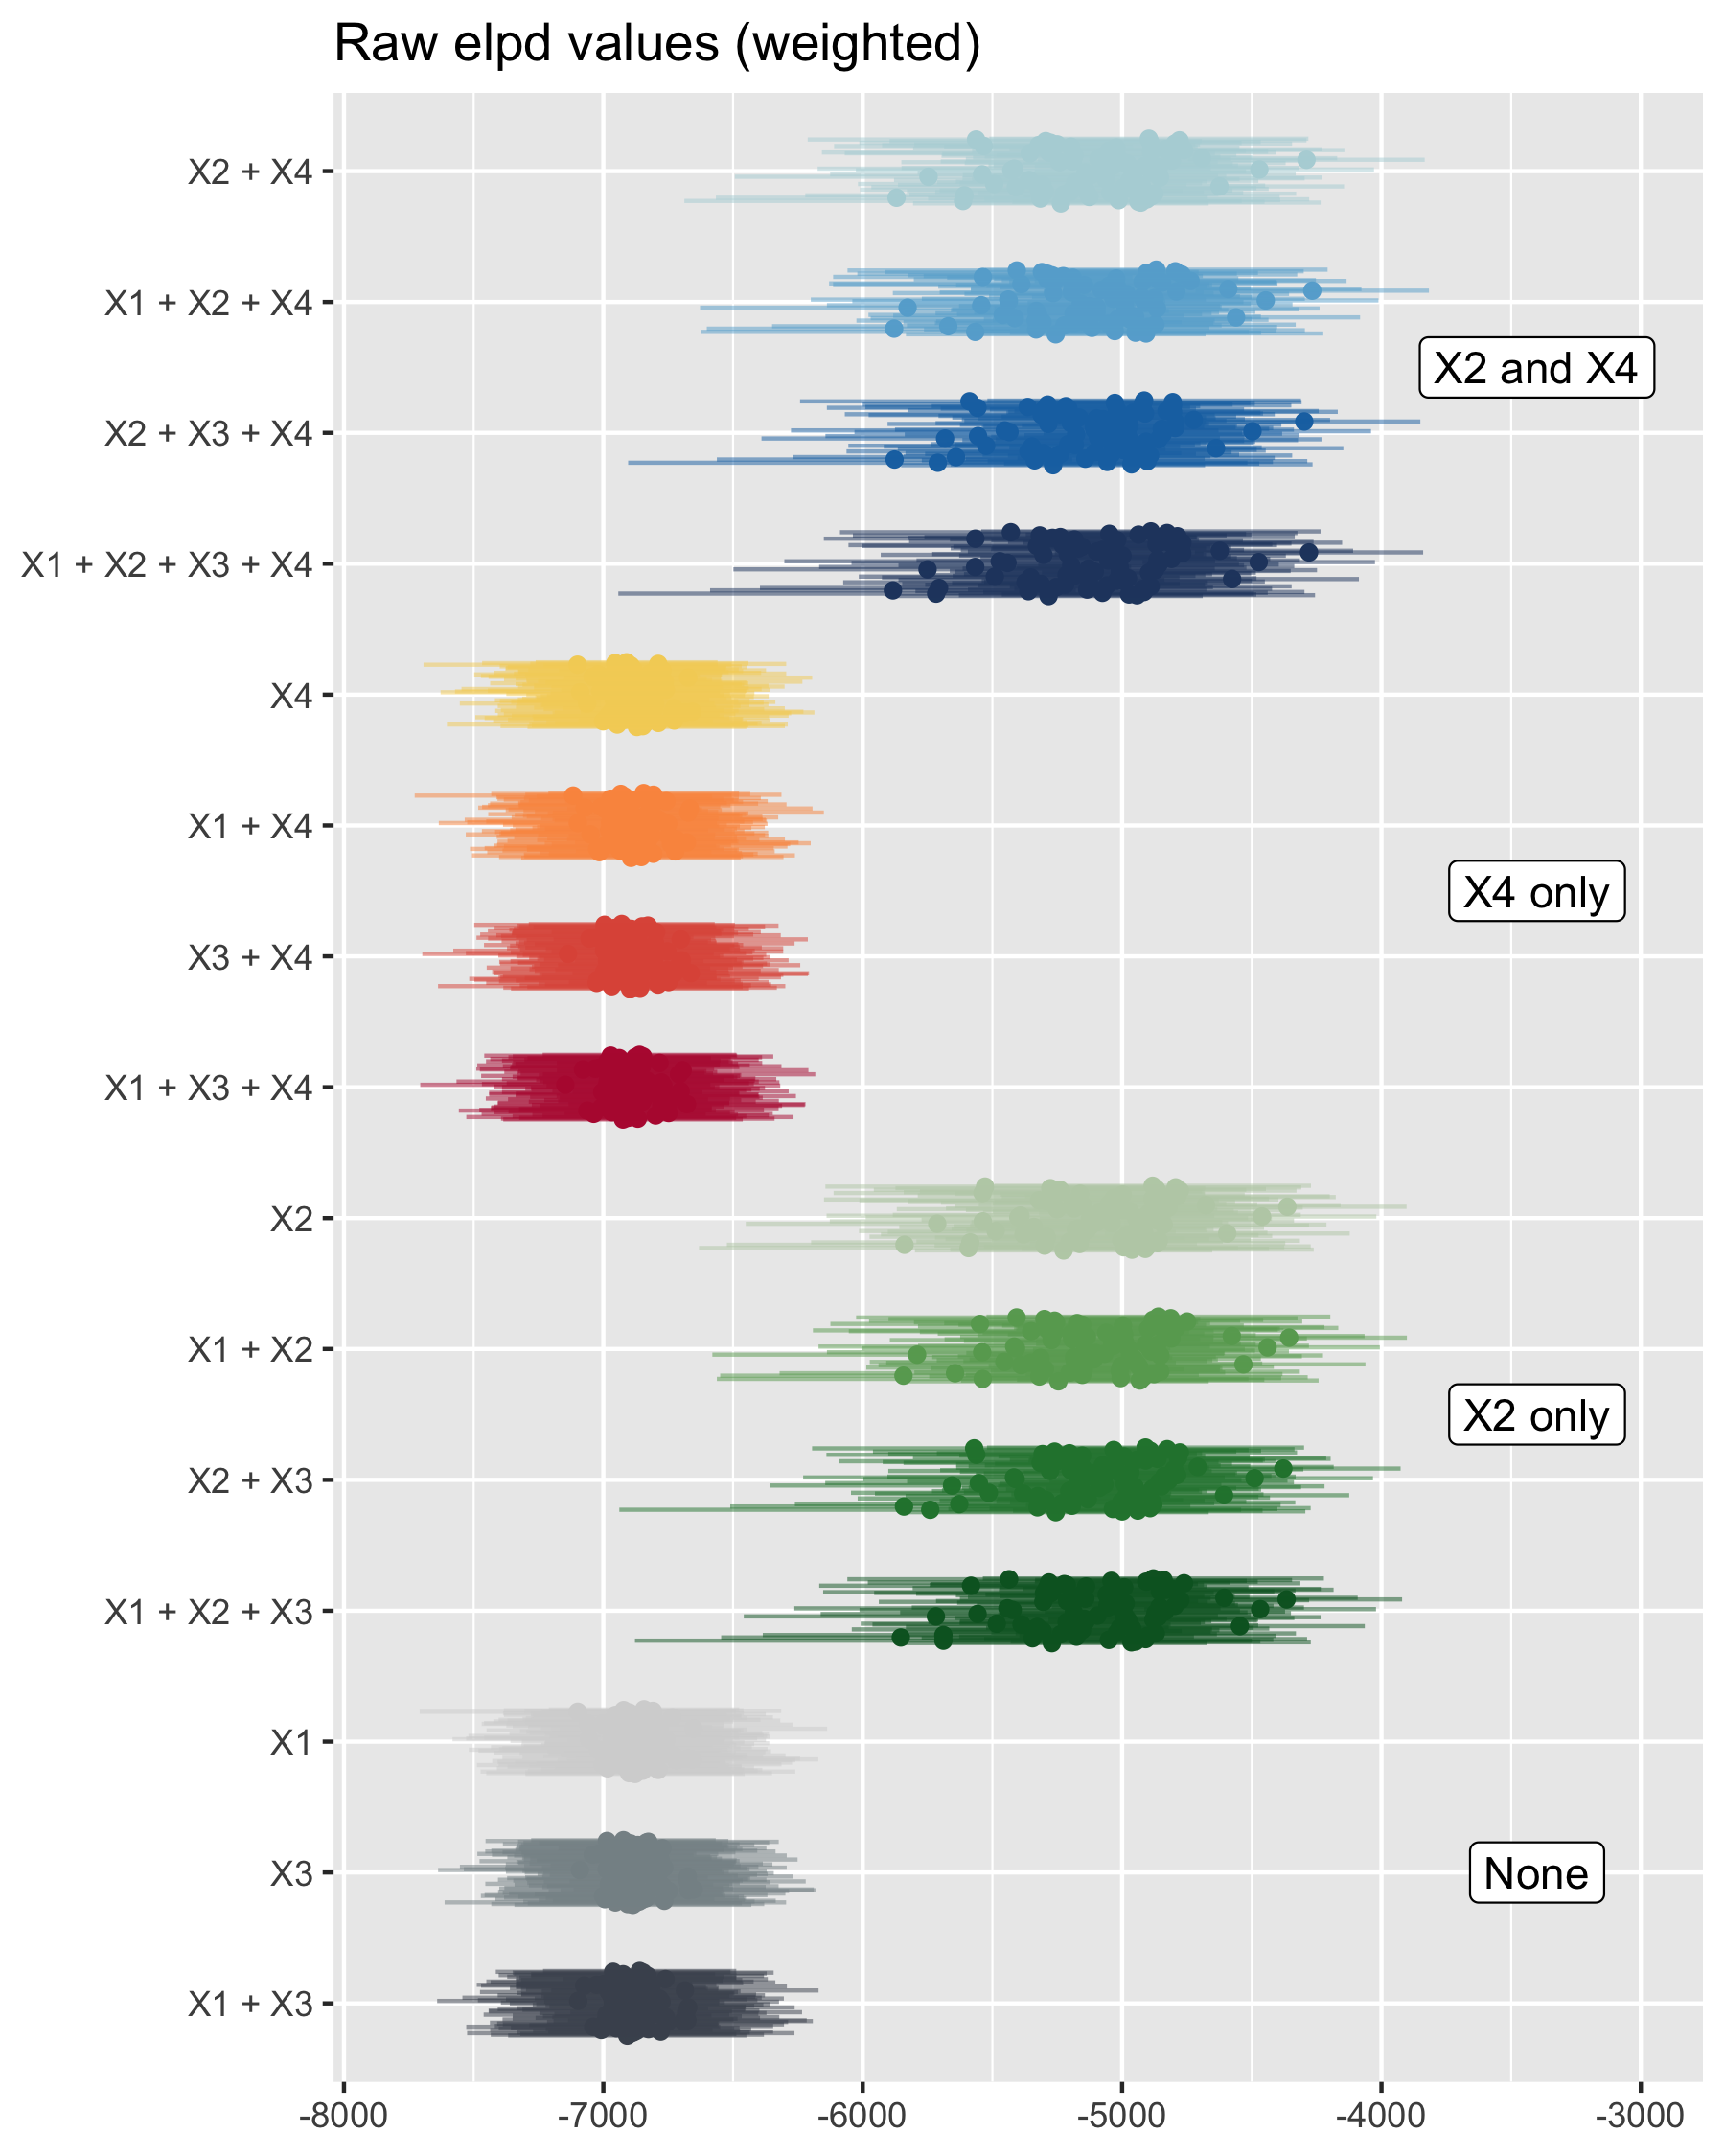 Raw elpd values (weighted)
X2 + X4
X1 + X2 + X4
X2 and X4
X2 + X3 + X4
X1 + X2 + X3 + X4
X4
X1 + X4
X4 only
X3 + X4
X1 + X3 + X4
X2
X1 + X2
X2 only
X2 + X3
X1 + X2 + X3
X1
X3
None
X1 + X3
-8000 -7000 -6000 -5000 -4000 -3000